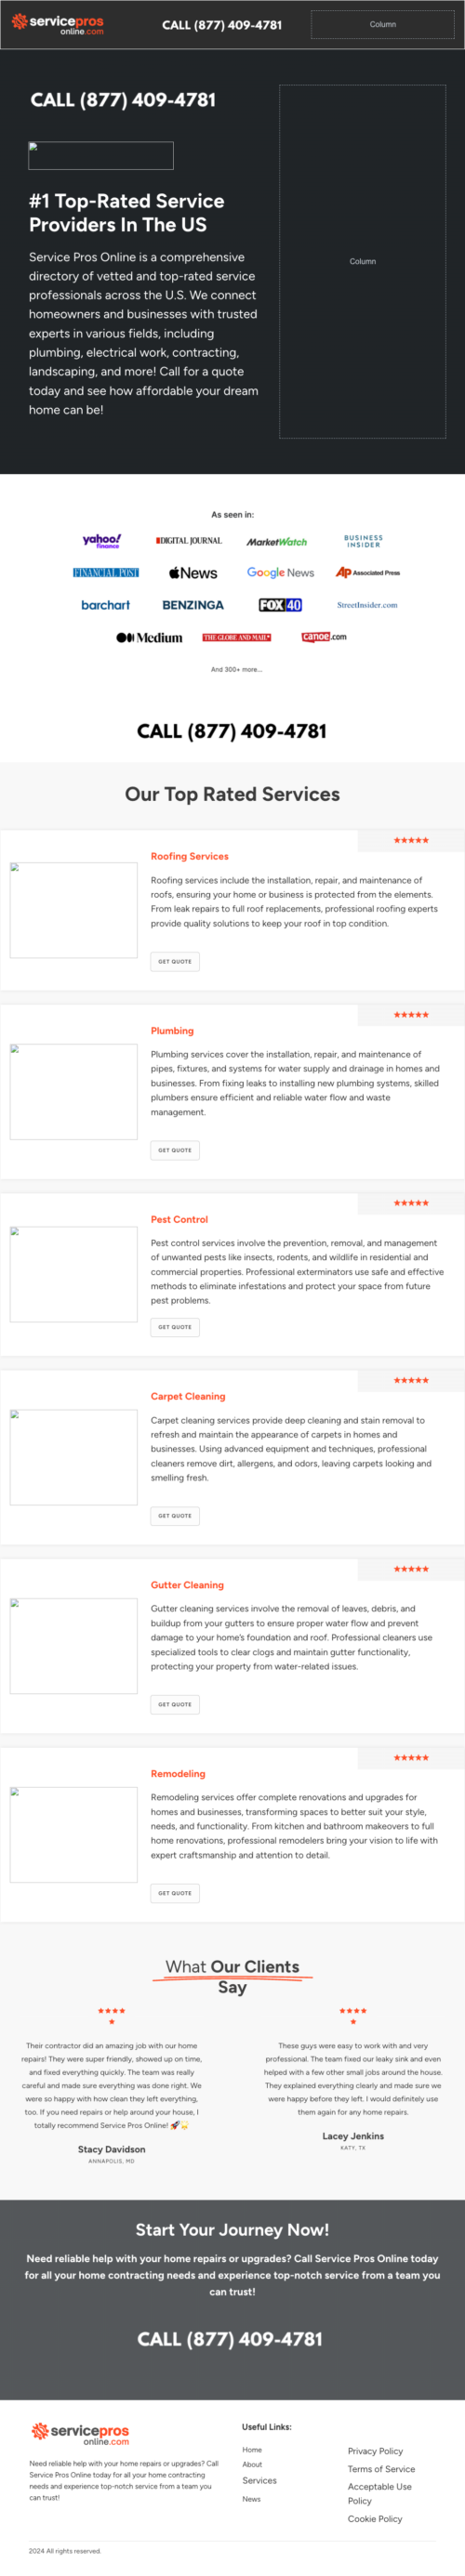 servicepros
online.com
CALL (877) 409-4781
Column
CALL (877) 409-4781
Column
#1 Top-Rated Service
Providers In The US
Service Pros Online is a comprehensive
directory of vetted and top-rated service
professionals across the U.S. We connect
homeowners and businesses with trusted
experts in various fields, including
plumbing, electrical work, contracting,
landscaping, and more! Call for a quote
today and see how affordable your dream
home can be!
As seen in:
yahoo!
finance
DIGITAL JOURNAL
MarketWatch
BUSINESS
INSIDER
FINANCIAL POST
News
Google News
AP Associated Press
barchart
BENZINGA
FOX 40
StreetInsider.com
Medium
THE GLOBE AND MAIL*
canoe.com
And 300+ more...
CALL (877) 409-4781
Our Top Rated Services
Roofing Services
Roofing services include the installation, repair, and maintenance of
roofs, ensuring your home or business is protected from the elements.
From leak repairs to full roof replacements, professional roofing experts
provide quality solutions to keep your roof in top condition.
GET QUOTE
Plumbing
Plumbing services cover the installation, repair, and maintenance of
pipes, fixtures, and systems for water supply and drainage in homes and
businesses. From fixing leaks to installing new plumbing systems, skilled
plumbers ensure efficient and reliable water flow and waste
management.
GET QUOTE
Pest Control
Pest control services involve the prevention, removal, and management
of unwanted pests like insects, rodents, and wildlife in residential and
commercial properties. Professional exterminators use safe and effective
methods to eliminate infestations and protect your space from future
pest problems.
GET QUOTE
Carpet Cleaning
Carpet cleaning services provide deep cleaning and stain removal to
refresh and maintain the appearance of carpets in homes and
businesses. Using advanced equipment and techniques, professional
cleaners remove dirt, allergens, and odors, leaving carpets looking and
smelling fresh.
GET QUOTE
Gutter Cleaning
Gutter cleaning services involve the removal of leaves, debris, and
buildup from your gutters to ensure proper water flow and prevent
damage to your home's foundation and roof. Professional cleaners use
specialized tools to clear clogs and maintain gutter functionality,
protecting your property from water-related issues.
GET QUOTE
Remodeling
Remodeling services offer complete renovations and upgrades for
homes and businesses, transforming spaces to better suit your style,
needs, and functionality. From kitchen and bathroom makeovers to full
home renovations, professional remodelers bring your vision to life with
expert craftsmanship and attention to detail.
GET QUOTE
What Our Clients
Say
Their contractor did an amazing job with our home
repairs! They were super friendly, showed up on time,
and fixed everything quickly. The team was really
careful and made sure everything was done right. We
were so happy with how clean they left everything,
too. If you need repairs or help around your house, I
totally recommend Service Pros Online! 🚀
Stacy Davidson
ANNAPOLIS, MD
These guys were easy to work with and very
professional. The team fixed our leaky sink and even
helped with a few other small jobs around the house.
They explained everything clearly and made sure we
were happy before they left. I would definitely use
them again for any home repairs.
Lacey Jenkins
KATY, TX
Start Your Journey Now!
Need reliable help with your home repairs or upgrades? Call Service Pros Online today
for all your home contracting needs and experience top-notch service from a team you
can trust!
CALL (877) 409-4781
servicepros
online.com
Need reliable help with your home repairs or upgrades? Call
Service Pros Online today for all your home contracting
needs and experience top-notch service from a team you
can trust!
Useful Links:
Home
About
Services
News
Privacy Policy
Terms of Service
Acceptable Use
Policy
Cookie Policy
2024 All rights reserved.